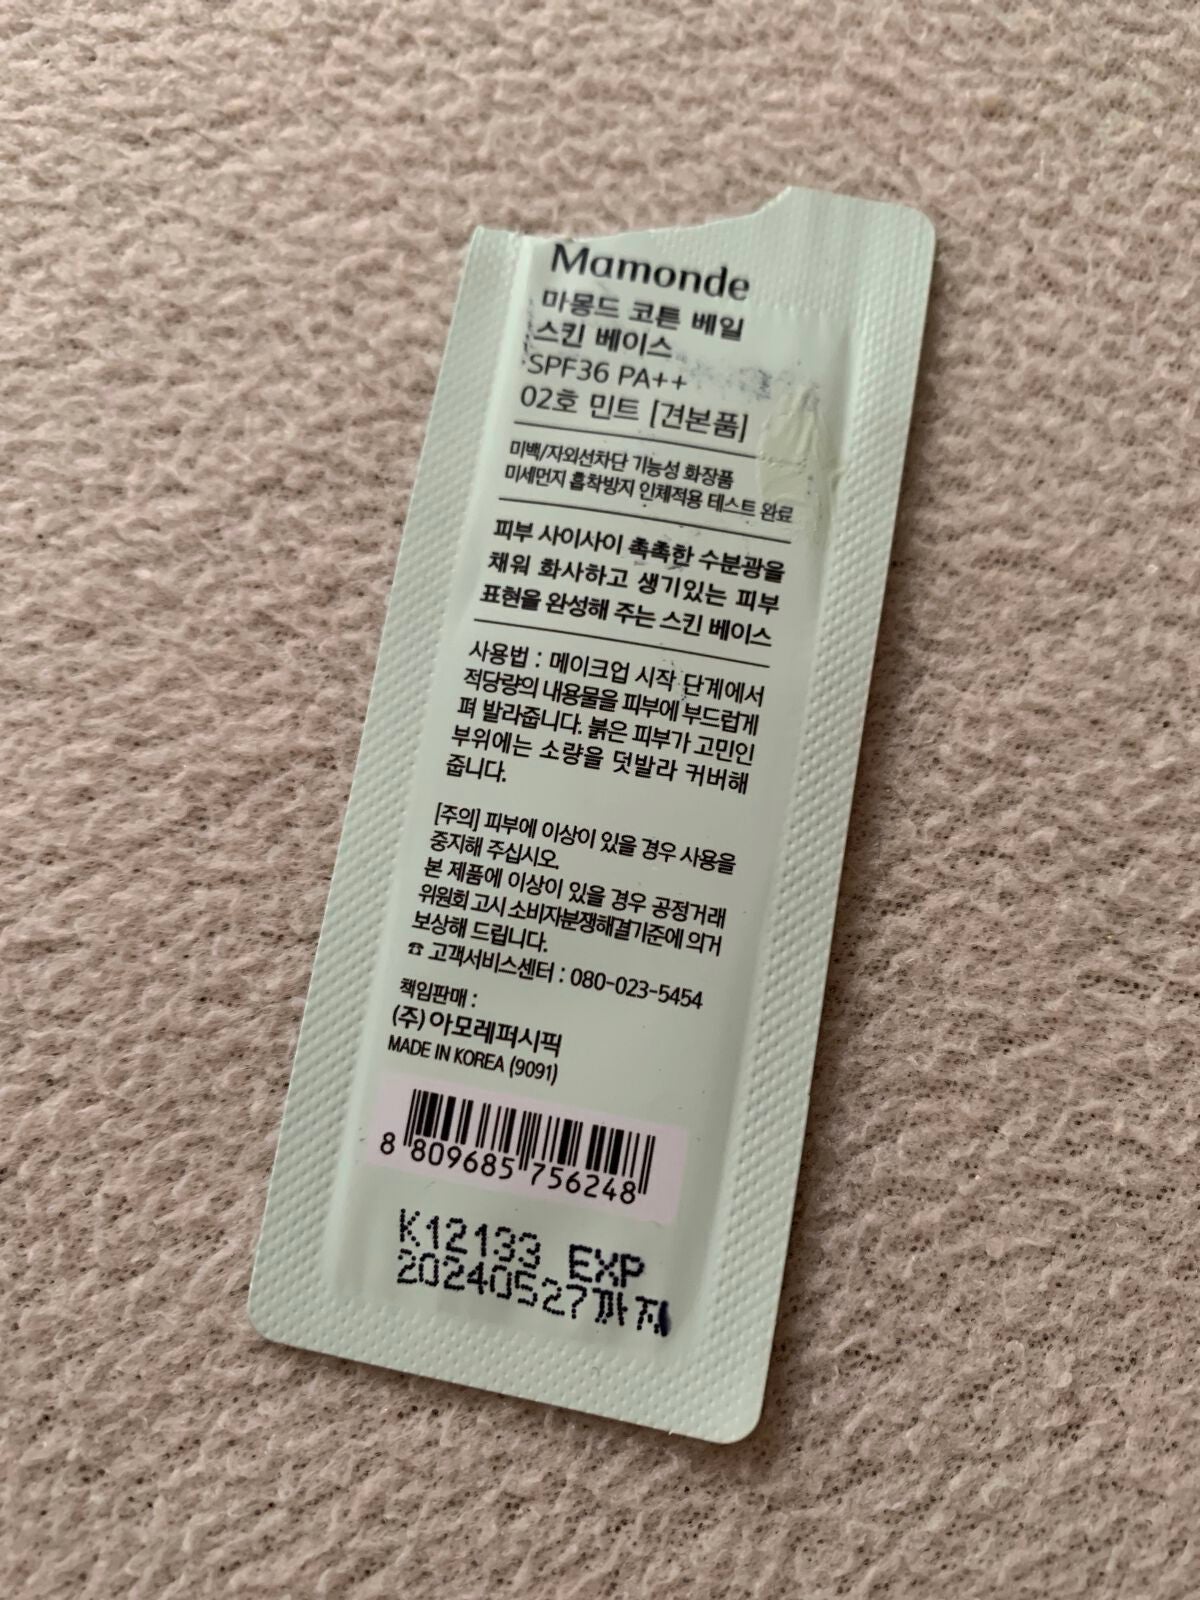 Mamonde
마몽드 코튼 베일
스킨 베이스
SPF36 PA++
02호 민트 [견본품]
미백/자외선차단 기능성 화장품
미세먼지 흡착방지 인체적용 테스트 완료
피부 사이사이 촉촉한 수분광을
채워 화사하고 생기있는 피부
표현을 완성해 주는 스킨 베이스
사용법 : 메이크업 시작 단계에서
적당량의 내용물을 피부에 부드럽게
펴 발라줍니다. 붉은 피부가 고민인
부위에는 소량을 덧발라 커버해
줍니다.
[주의] 피부에 이상이 있을 경우 사용을
중지해 주십시오.
본 제품에 이상이 있을 경우 공정거래
위원회 고시 소비자분쟁해결기준에 의거
보상해 드립니다.
☎ 고객서비스센터 : 080-023-5454
책임판매 :
(주)아모레퍼시픽
MADE IN KOREA (9091)
8 809685 756248
K12133 EXP
20240527까지